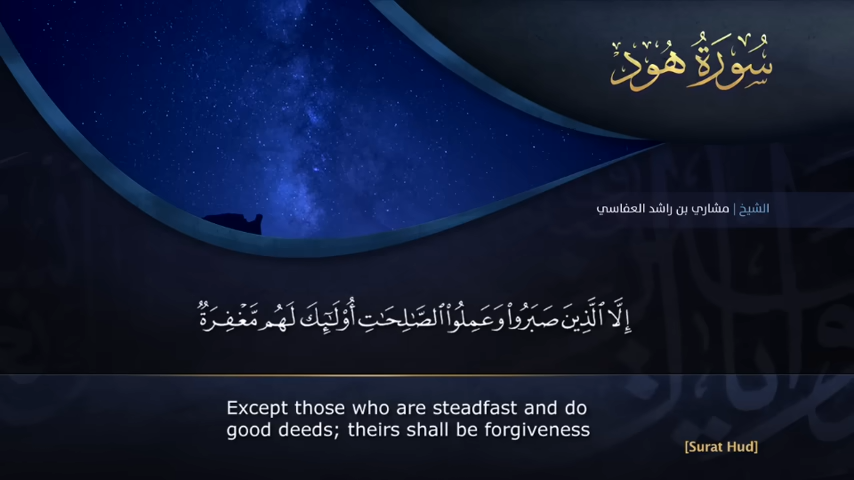 سُورَةُ هُود
الشيخ | مشاري بن راشد العفاسي
إِلَّا ٱلَّذِينَ صَبَرُوا۟ وَعَمِلُوا۟ ٱلصَّـٰلِحَـٰتِ أُو۟لَـٰٓئِكَ لَهُم مَّغْفِرَةٌ
Except those who are steadfast and do
good deeds; theirs shall be forgiveness
[Surat Hud]